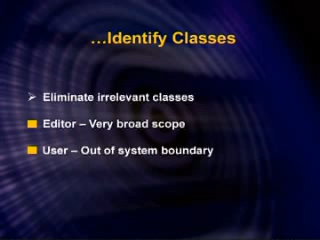 …Identify Classes
➢ Eliminate irrelevant classes
Editor – Very broad scope
User – Out of system boundary